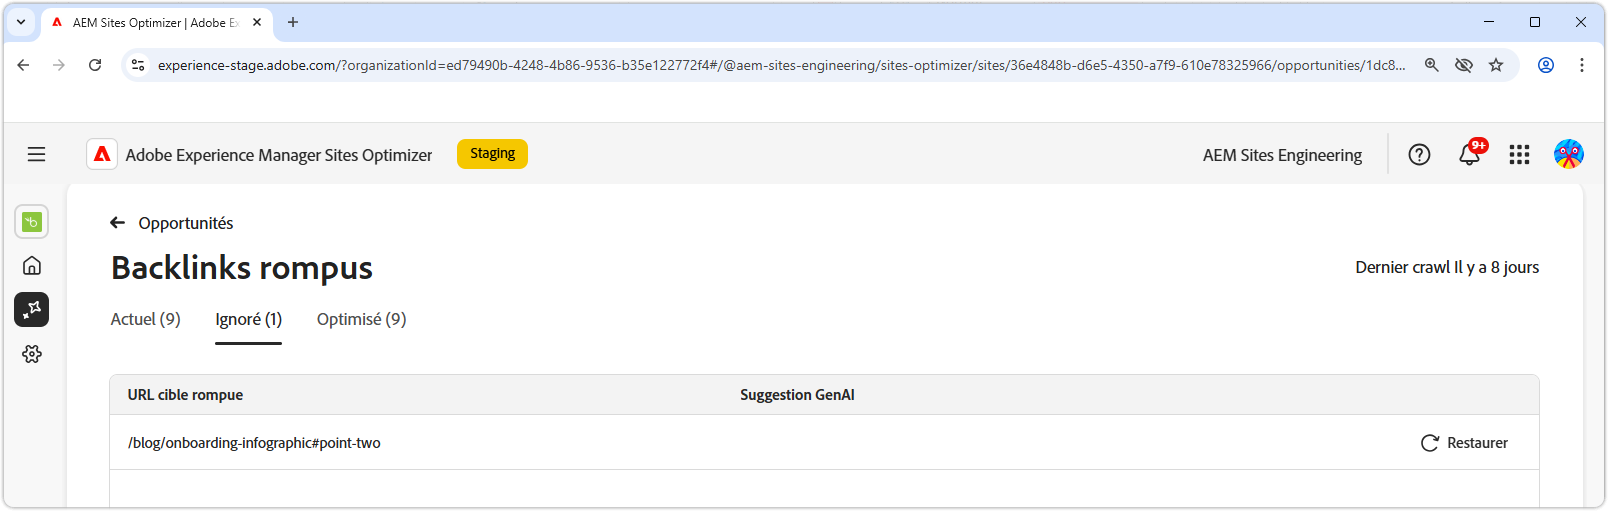 AEM Sites Optimizer | Adobe Ex
experience-stage.adobe.com/?organizationId=ed79490b-4248-4b86-9536-b35e122772f4#/@aem-sites-engineering/sites-optimizer/sites/36e4848b-d6e5-4350-a7f9-610e78325966/opportunities/1dc8...
Adobe Experience Manager Sites Optimizer Staging AEM Sites Engineering 9+
Opportunités
Backlinks rompus
Dernier crawl Il y a 8 jours
Actuel (9) Ignoré (1) Optimisé (9)
URL cible rompue Suggestion GenAI
/blog/onboarding-infographic#point-two Restaurer